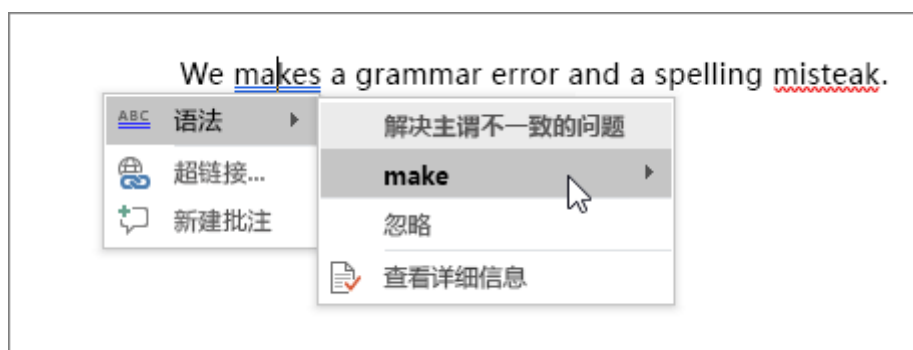 We makes a grammar error and a spelling misteak.
ABC 语法
解决主谓不一致的问题
超链接...
make
新建批注
忽略
查看详细信息